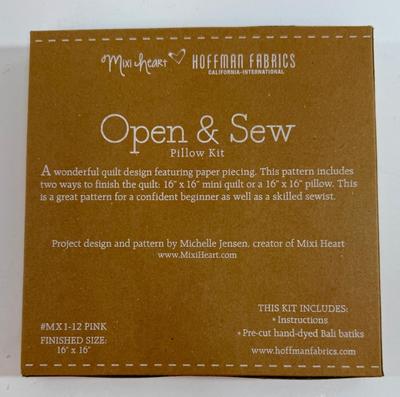 Mixi Heart HOFFMAN FABRICS
CALIFORNIA-INTERNATIONAL
Open & Sew
Pillow Kit
A wonderful quilt design featuring paper piecing. This pattern includes
two ways to finish the quilt: 16" x 16" mini quilt or a 16" x 16" pillow. This
is a great pattern for a confident beginner as well as a skilled sewist.
Project design and pattern by Michelle Jensen, creator of Mixi Heart
www.MixiHeart.com
THIS KIT INCLUDES:
• Instructions
• Pre-cut hand-dyed Bali batiks
www.hoffmanfabrics.com
#MX1-12 PINK
FINISHED SIZE:
16" x 16"